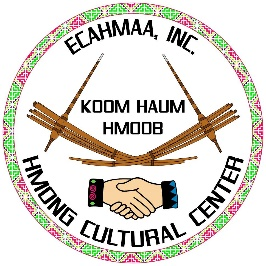 ECAHMAA, INC.
KOOM HAUM
HMOOB
HMONG CULTURAL CENTER